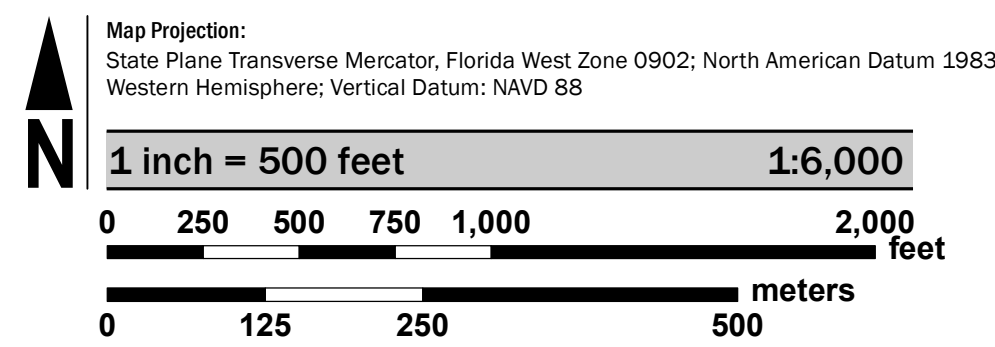 Map Projection:
State Plane Transverse Mercator, Florida West Zone 0902; North American Datum 1983
Western Hemisphere; Vertical Datum: NAVD 88
N
1 inch = 500 feet 1:6,000
0 250 500 750 1,000 2,000
feet
meters
0 125 250 500